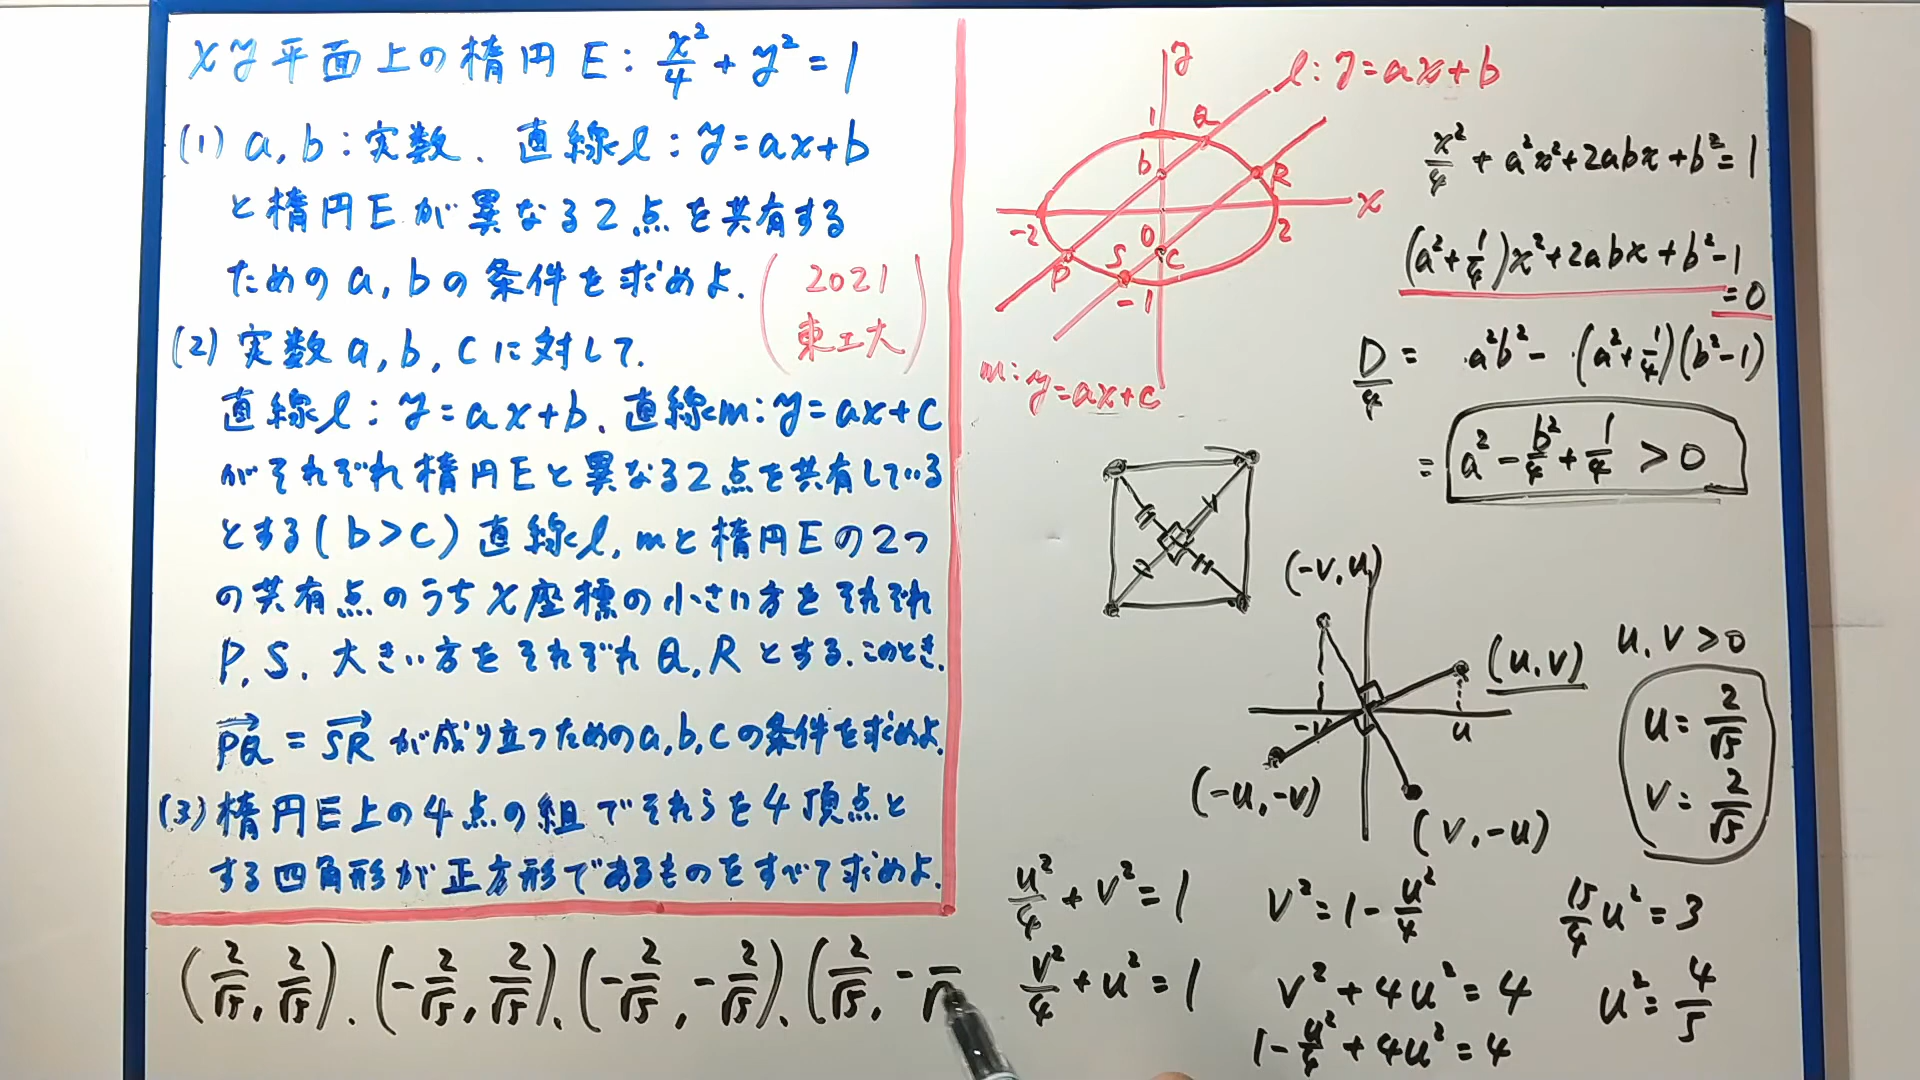 xy平面上の楕円E: x²/4 + y² = 1
(1) a, b : 実数、直線l : y = ax+b
と楕円Eが異なる2点を共有する
ためのa, bの条件を求めよ.
(2021
東工大)
(2) 実数a, b, cに対して.
直線l : y = ax+b、直線m : y = ax+c
がそれぞれ楕円Eと異なる2点を共有している
とする(b>c) 直線l, mと楕円Eの2つ
の共有点のうちx座標の小さい方をそれぞれ
P, S、大きい方をそれぞれQ, Rとする.このとき.
PQ→ = SR→ が成り立つためのa, b, cの条件を求めよ.
(3) 楕円E上の4点の組でそれらを4頂点と
する四角形が正方形であるものをすべて求めよ.
(2/√5, 2/√5)、(-2/√5, 2/√5)、(-2/√5, -2/√5)、(2/√5, -
y
l : y = ax+b
1
Q
b
R
x
-2
0
2
P
S
C
-1
m : y = ax+c
x²/4 + a²x² + 2abx + b² = 1
(a² + 1/4)x² + 2abx + b² - 1
= 0
D/4 = a²b² - (a² + 1/4)(b² - 1)
= a² - b²/4 + 1/4 > 0
(-v, u)
(u, v)
u, v > 0
-v
u
(-u, -v)
(v, -u)
u = 2/√5
v = 2/√5
u²/4 + v² = 1
v²/4 + u² = 1
v² = 1 - u²/4
v² + 4u² = 4
1 - u²/4 + 4u² = 4
15/4 u² = 3
u² = 4/5